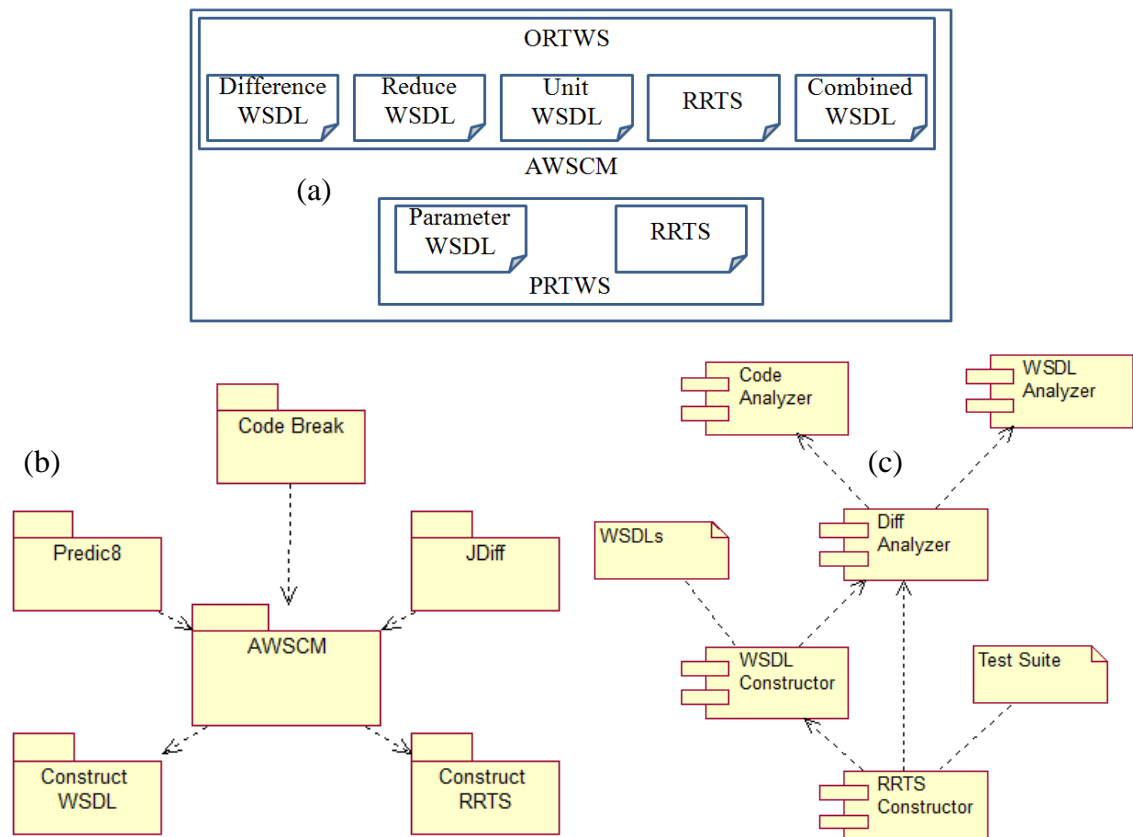 ORTWS
Difference
WSDL
Reduce
WSDL
Unit
WSDL
RRTS
Combined
WSDL
AWSCM
(a)
Parameter
WSDL
RRTS
PRTWS
Code Break
(b)
Predic8
JDiff
AWSCM
Construct
WSDL
Construct
RRTS
Code
Analyzer
WSDL
Analyzer
(c)
WSDLs
Diff
Analyzer
WSDL
Constructor
Test Suite
RRTS
Constructor